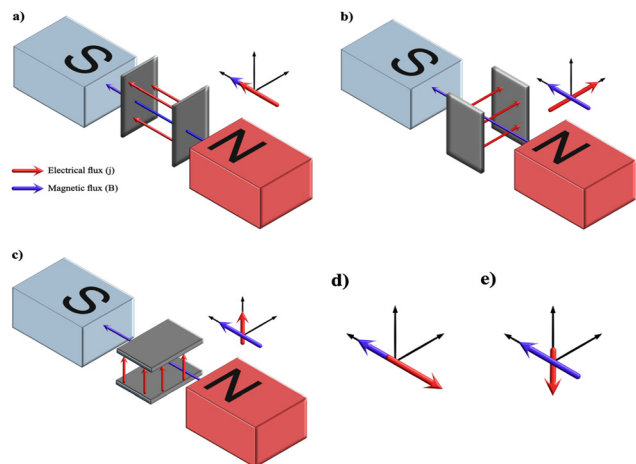 a)
b)
S
S
N
N
Electrical flux (j)
Magnetic flux (B)
c)
d)
e)
S
N